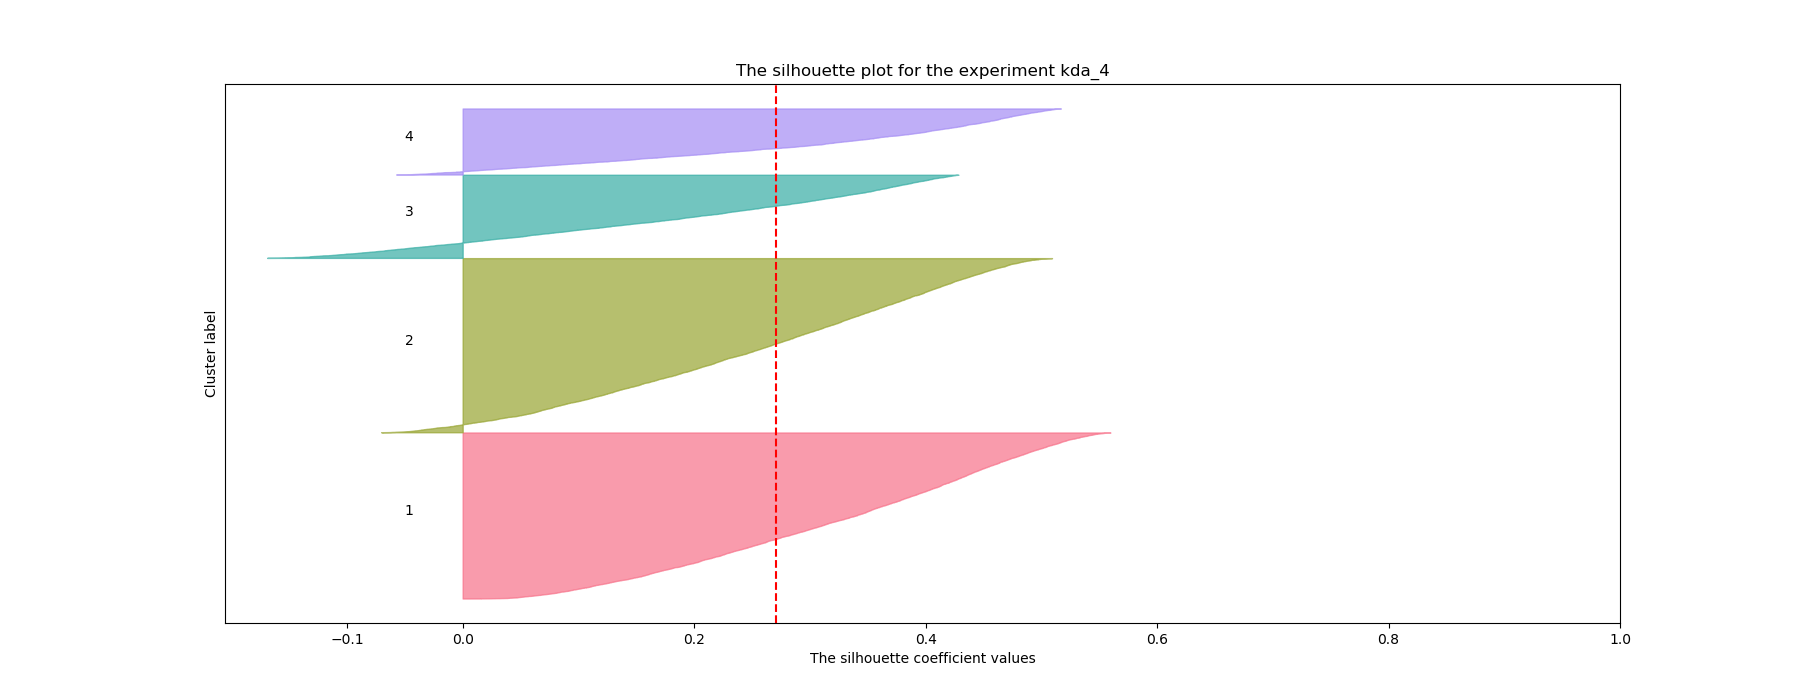 The silhouette plot for the experiment kda_4
4
3
2
1
Cluster label
−0.1 0.0 0.2 0.4 0.6 0.8 1.0
The silhouette coefficient values